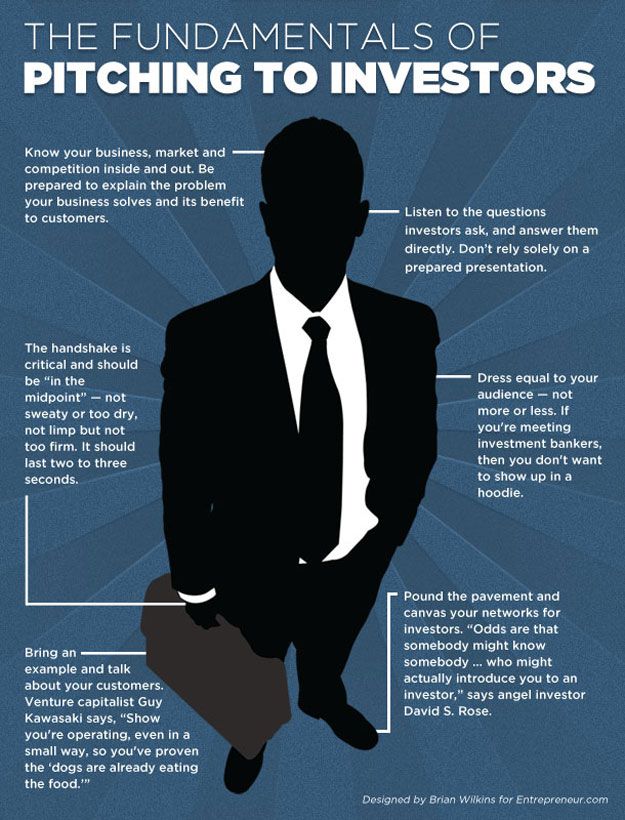 THE FUNDAMENTALS OF
PITCHING TO INVESTORS
Know your business, market and
competition inside and out. Be
prepared to explain the problem
your business solves and its benefit
to customers.
Listen to the questions
investors ask, and answer them
directly. Don't rely solely on a
prepared presentation.
The handshake is
critical and should
be “in the
midpoint” — not
sweaty or too dry,
not limp but not
too firm. It should
last two to three
seconds.
Dress equal to your
audience — not
more or less. If
you're meeting
investment bankers,
then you don't want
to show up in a
hoodie.
Pound the pavement and
canvas your networks for
investors. “Odds are that
somebody might know
somebody ... who might
actually introduce you to an
investor,” says angel investor
David S. Rose.
Bring an
example and talk
about your customers.
Venture capitalist Guy
Kawasaki says, “Show
you're operating, even in a
small way, so you've proven
the ‘dogs are already eating
the food.’”
Designed by Brian Wilkins for Entrepreneur.com